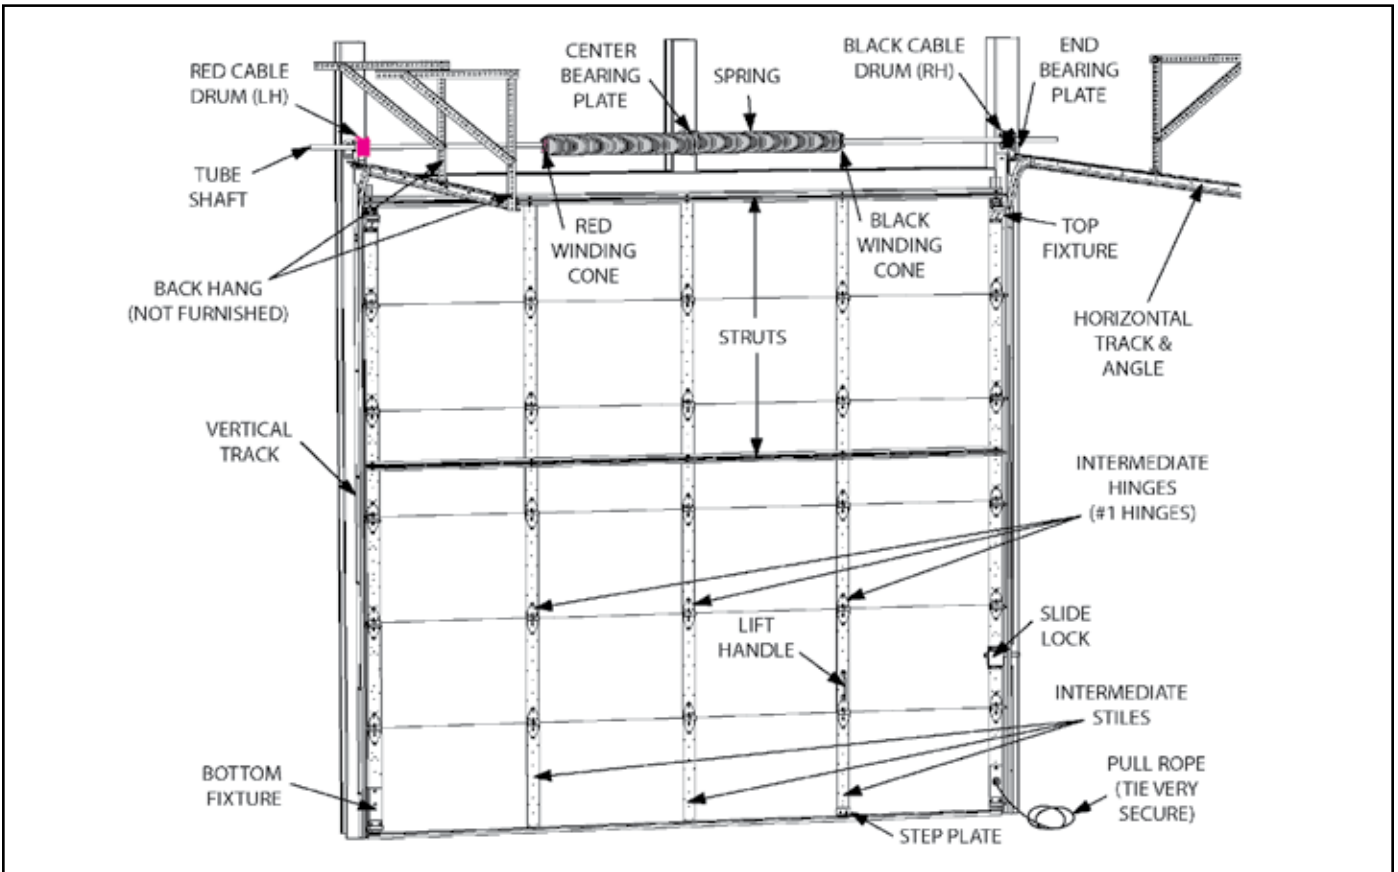 RED CABLE
DRUM (LH)
CENTER
BEARING
PLATE
SPRING
BLACK CABLE
DRUM (RH)
END
BEARING
PLATE
TUBE
SHAFT
RED
WINDING
CONE
BLACK
WINDING
CONE
TOP
FIXTURE
BACK HANG
(NOT FURNISHED)
STRUTS
HORIZONTAL
TRACK &
ANGLE
VERTICAL
TRACK
INTERMEDIATE
HINGES
(#1 HINGES)
LIFT
HANDLE
SLIDE
LOCK
INTERMEDIATE
STILES
BOTTOM
FIXTURE
PULL ROPE
(TIE VERY
SECURE)
STEP PLATE